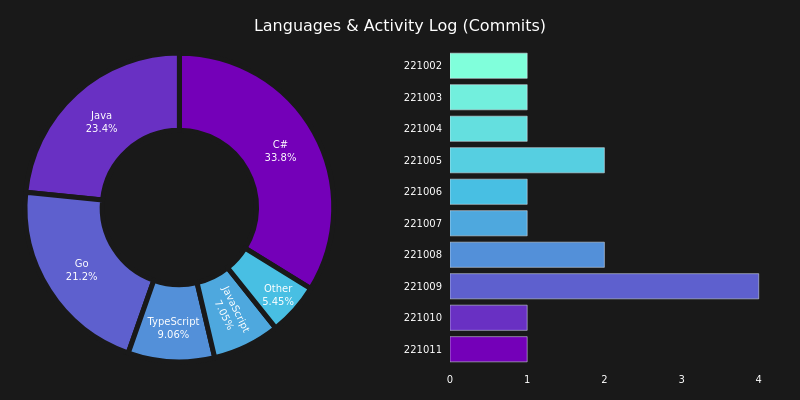 Languages & Activity Log (Commits)
Java
23.4%
C#
33.8%
Go
21.2%
TypeScript
9.06%
JavaScript
7.05%
Other
5.45%
221002
221003
221004
221005
221006
221007
221008
221009
221010
221011
0 1 2 3 4